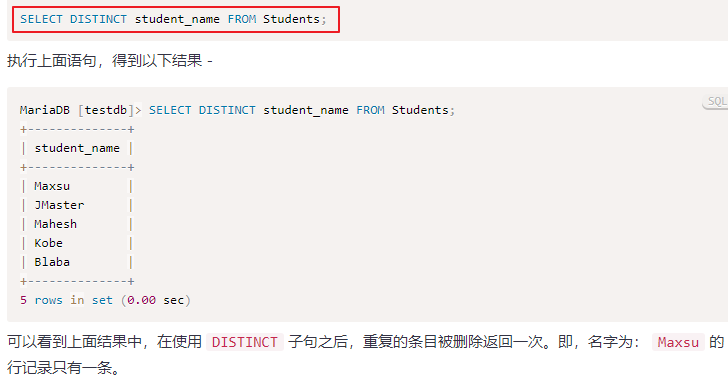 SELECT DISTINCT student_name FROM Students;
执行上面语句，得到以下结果 -
SQL
MariaDB [testdb]> SELECT DISTINCT student_name FROM Students;
+--------------+
| student_name |
+--------------+
| Maxsu        |
| JMaster      |
| Mahesh       |
| Kobe         |
| Blaba        |
+--------------+
5 rows in set (0.00 sec)
可以看到上面结果中，在使用 DISTINCT 子句之后，重复的条目被删除返回一次。即，名字为： Maxsu 的
行记录只有一条。